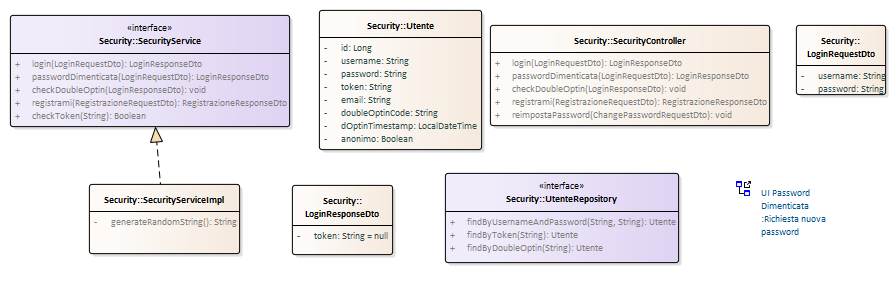 «interface»
Security::SecurityService
+ login(LoginRequestDto): LoginResponseDto
+ passwordDimenticata(LoginRequestDto): LoginResponseDto
+ checkDoubleOptin(LoginResponseDto): void
+ registrami(RegistrazioneRequestDto): RegistrazioneResponseDto
+ checkToken(String): Boolean
Security::Utente
- id: Long
- username: String
- password: String
- token: String
- email: String
- doubleOptinCode: String
- dOptinTimestamp: LocalDateTime
- anonimo: Boolean
Security::SecurityController
+ login(LoginRequestDto): LoginResponseDto
+ passwordDimenticata(LoginRequestDto): LoginResponseDto
+ checkDoubleOptin(LoginResponseDto): void
+ registrami(RegistrazioneRequestDto): RegistrazioneResponseDto
+ reimpostaPassword(ChangePasswordRequestDto): void
Security::
LoginRequestDto
- username: String
- password: String
Security::SecurityServiceImpl
- generateRandomString(): String
Security::
LoginResponseDto
- token: String = null
«interface»
Security::UtenteRepository
+ findByUsernameAndPassword(String, String): Utente
+ findByToken(String): Utente
+ findByDoubleOptin(String): Utente
UI Password
Dimenticata
:Richiesta nuova
password